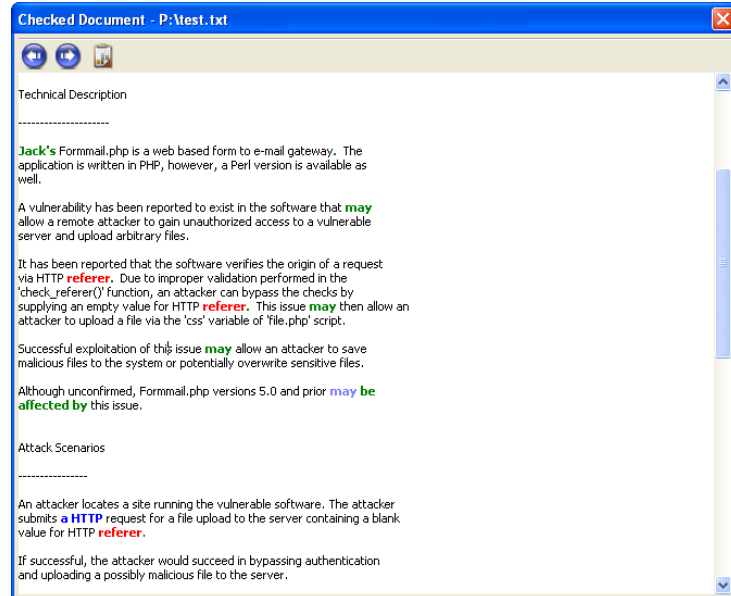 Checked Document - P:\test.txt
Technical Description
---------------------
Jack's Formmail.php is a web based form to e-mail gateway.  The
application is written in PHP, however, a Perl version is available as
well.
A vulnerability has been reported to exist in the software that may
allow a remote attacker to gain unauthorized access to a vulnerable
server and upload arbitrary files.
It has been reported that the software verifies the origin of a request
via HTTP referer.  Due to improper validation performed in the
'check_referer()' function, an attacker can bypass the checks by
supplying an empty value for HTTP referer.  This issue may then allow an
attacker to upload a file via the 'css' variable of 'file.php' script.
Successful exploitation of this issue may allow an attacker to save
malicious files to the system or potentially overwrite sensitive files.
Although unconfirmed, Formmail.php versions 5.0 and prior may be
affected by this issue.
Attack Scenarios
----------------
An attacker locates a site running the vulnerable software. The attacker
submits a HTTP request for a file upload to the server containing a blank
value for HTTP referer.
If successful, the attacker would succeed in bypassing authentication
and uploading a possibly malicious file to the server.